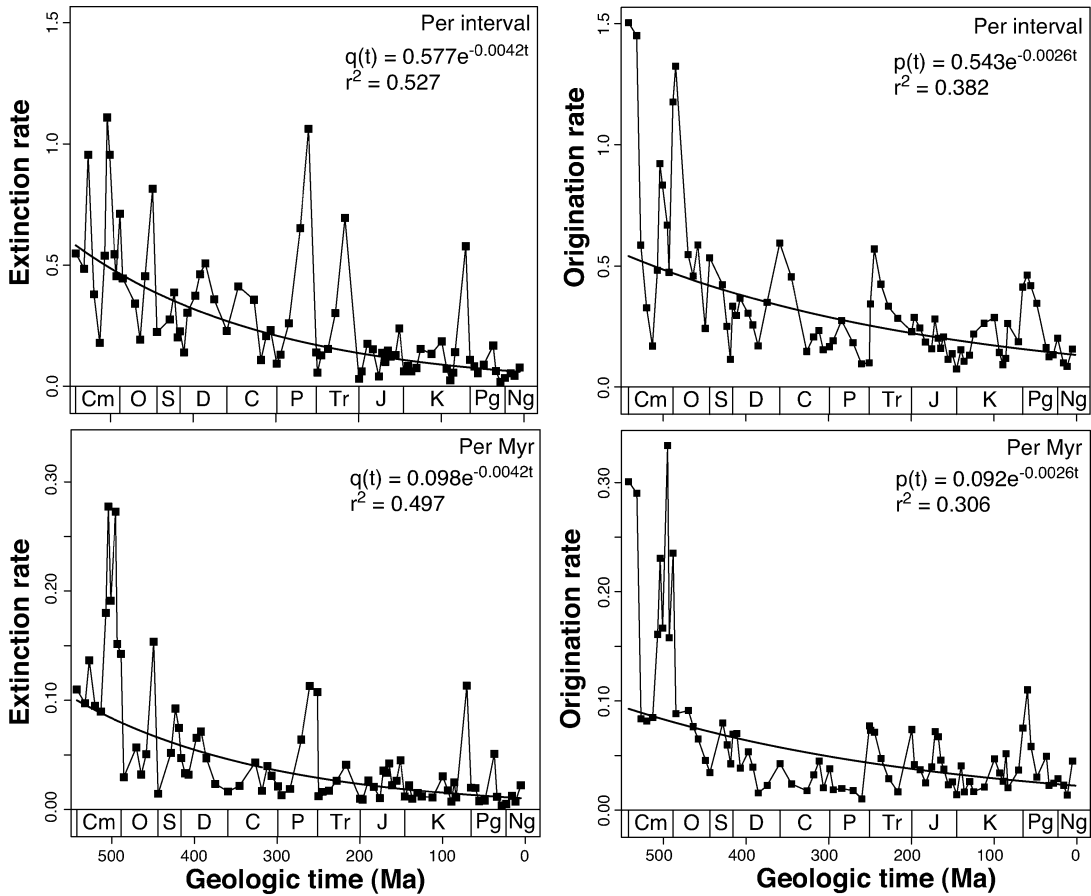 Per interval
q(t) = 0.577e-0.0042t
r2 = 0.527
Extinction rate
1.5
1.0
0.5
0.0
Cm O S D C P Tr J K Pg Ng
Per interval
p(t) = 0.543e-0.0026t
r2 = 0.382
Origination rate
1.5
1.0
0.5
0.0
Cm O S D C P Tr J K Pg Ng
Per Myr
q(t) = 0.098e-0.0042t
r2 = 0.497
Extinction rate
0.30
0.20
0.10
0.00
Cm O S D C P Tr J K Pg Ng
500 400 300 200 100 0
Geologic time (Ma)
Per Myr
p(t) = 0.092e-0.0026t
r2 = 0.306
Origination rate
0.30
0.20
0.10
0.00
Cm O S D C P Tr J K Pg Ng
500 400 300 200 100 0
Geologic time (Ma)